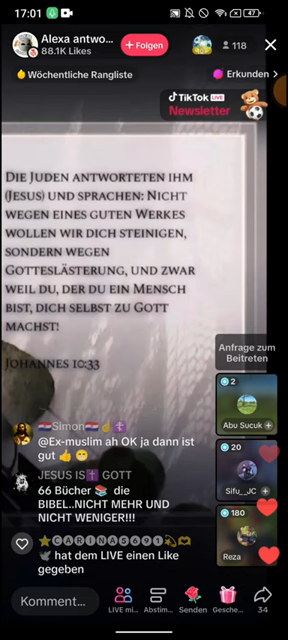 17:01
47
Alexa antwo...
88.1K Likes
+ Folgen
118
Wöchentliche Rangliste
Erkunden >
TikTok LIVE
Newsletter
Die Juden antworteten ihm
(Jesus) und sprachen: Nicht
wegen eines guten Werkes
wollen wir dich steinigen,
sondern wegen
Gotteslästerung, und zwar
weil du, der du ein Mensch
bist, dich selbst zu Gott
machst!
Johannes 10:33
Anfrage zum
Beitreten
2
Abu Sucuk
20
Sifu_JC
180
Reza
🇭🇷Simon🇭🇷☝️✝️
@Ex-muslim ah OK ja dann ist
gut 👍😁
JESUS IS✝️ GOTT
66 Bücher 📚 die
BIBEL..NICHT MEHR UND
NICHT WENIGER!!!
⭐🅒🅐🅡🅘🅝🅐🅢🅖🅞🅣💫🫶
🕊️ hat dem LIVE einen Like
gegeben
Komment...
LIVE mi...
Abstim...
Senden
Gesche...
34